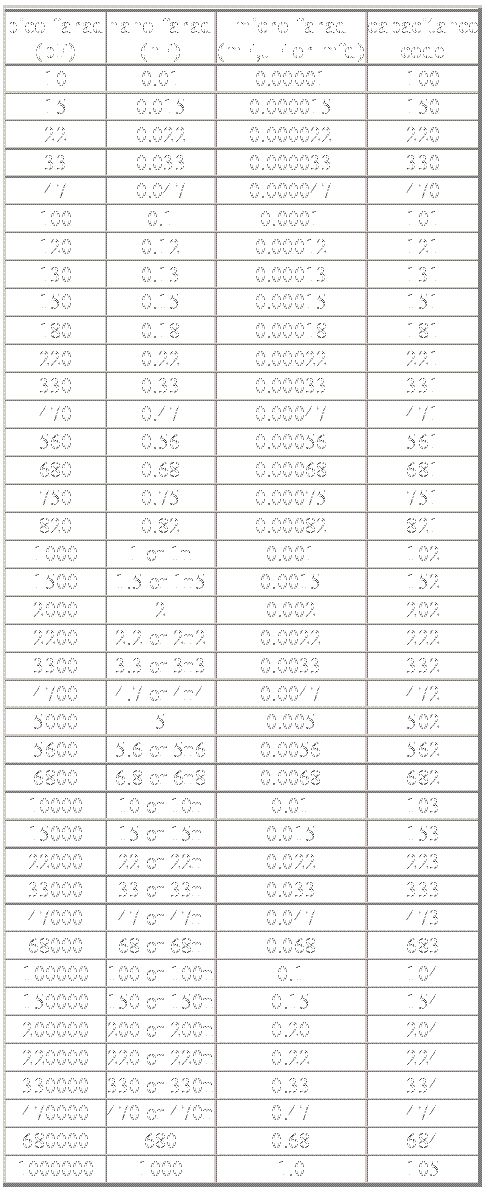 pico farad nano farad micro farad capacitance
(pF) (nF) (mF,uF or mfd) code
10 0.01 0.00001 100
15 0.015 0.000015 150
22 0.022 0.000022 220
33 0.033 0.000033 330
47 0.047 0.000047 470
100 0.1 0.0001 101
120 0.12 0.00012 121
130 0.13 0.00013 131
150 0.15 0.00015 151
180 0.18 0.00018 181
220 0.22 0.00022 221
330 0.33 0.00033 331
470 0.47 0.00047 471
560 0.56 0.00056 561
680 0.68 0.00068 681
750 0.75 0.00075 751
820 0.82 0.00082 821
1000 1 or 1n 0.001 102
1500 1.5 or 1n5 0.0015 152
2000 2 0.002 202
2200 2.2 or 2n2 0.0022 222
3300 3.3 or 3n3 0.0033 332
4700 4.7 or 4n4 0.0047 472
5000 5 0.005 502
5600 5.6 or 5n6 0.0056 562
6800 6.8 or 6n8 0.0068 682
10000 10 or 10n 0.01 103
15000 15 or 15n 0.015 153
22000 22 or 22n 0.022 223
33000 33 or 33n 0.033 333
47000 47 or 47n 0.047 473
68000 68 or 68n 0.068 683
100000 100 or 100n 0.1 104
150000 150 or 150n 0.15 154
200000 200 or 200n 0.20 204
220000 220 or 220n 0.22 224
330000 330 or 330n 0.33 334
470000 470 or 470n 0.47 474
680000 680 0.68 684
1000000 1000 1.0 105